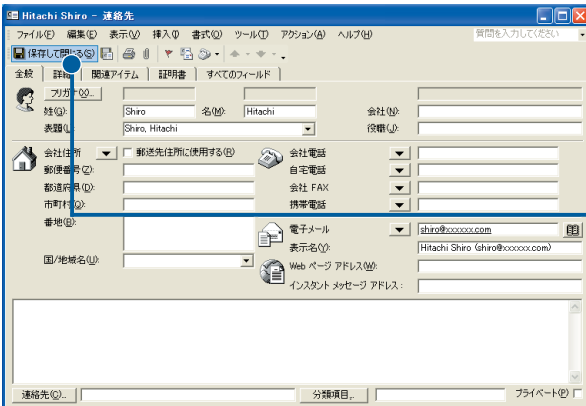 Hitachi Shiro - 連絡先
ファイル(F) 編集(E) 表示(V) 挿入(I) 書式(O) ツール(T) アクション(A) ヘルプ(H) 質問を入力してください
保存して閉じる(S)
全般 詳細 関連アイテム 証明書 すべてのフィールド
フリガナ(X)...
姓(G): Shiro 名(M): Hitachi 会社(N):
表題(L): Shiro, Hitachi 役職(J):
会社住所 郵送先住所に使用する(R) 会社電話
郵便番号(Z): 自宅電話
都道府県(D): 会社 FAX
市町村(Q): 携帯電話
番地(B): 電子メール shiro@xxxxxx.com
表示名(Y): Hitachi Shiro (shiro@xxxxxx.com)
国/地域名(U): Web ページ アドレス(W):
インスタント メッセージ アドレス:
連絡先(C)... 分類項目... プライベート(P)